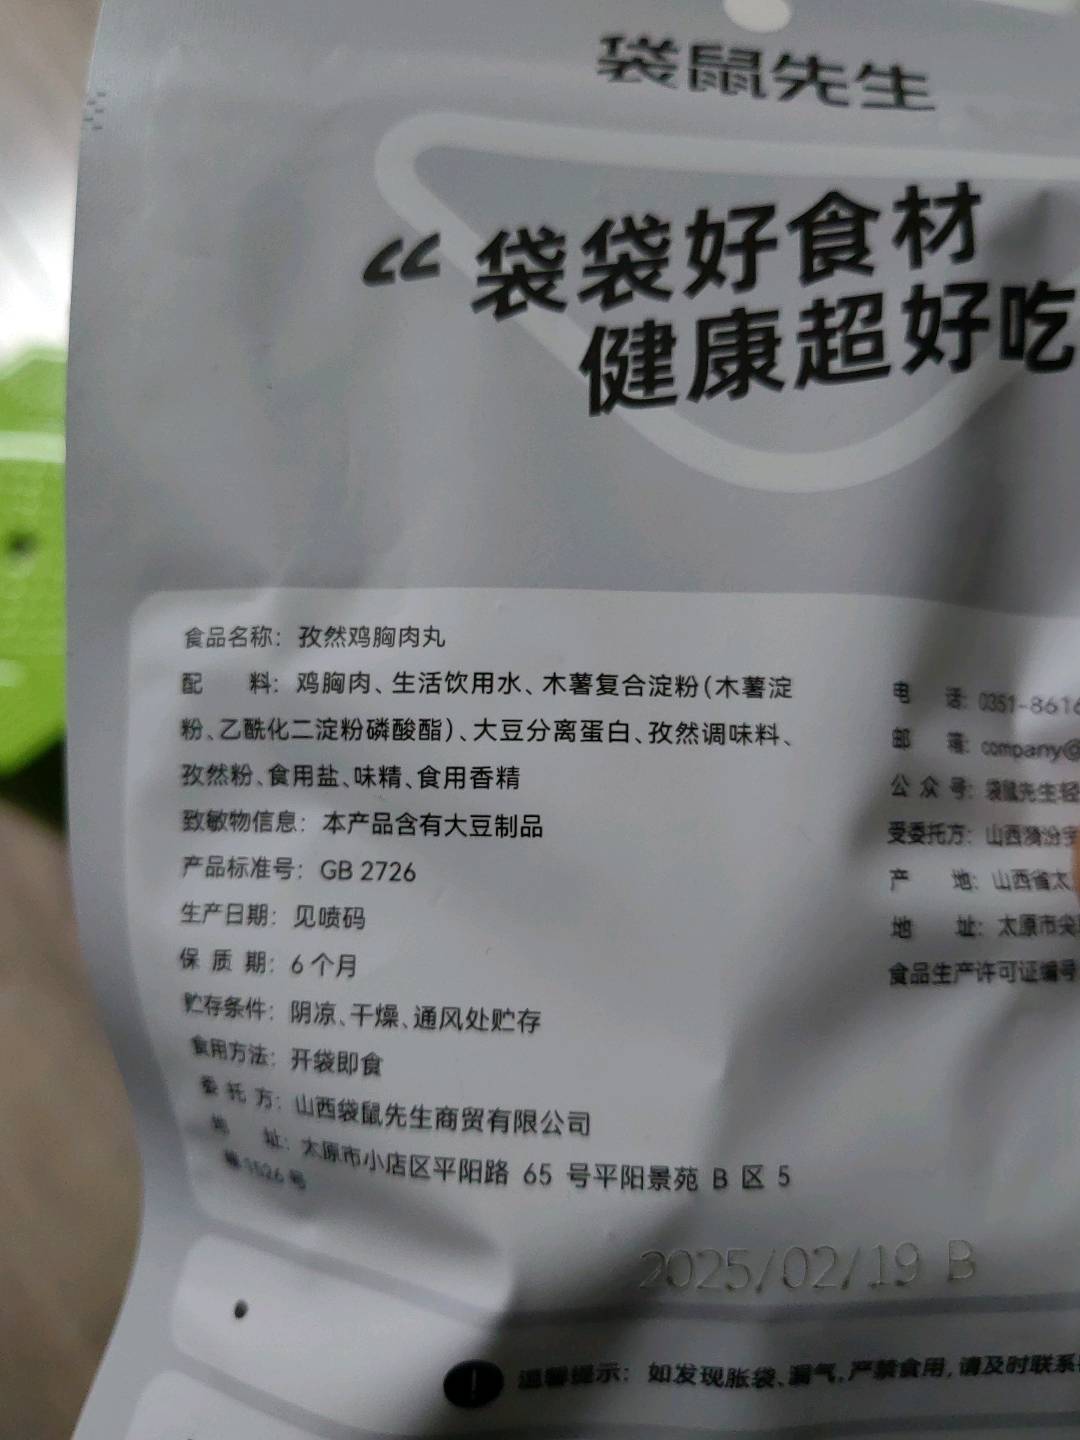 袋鼠先生
“袋袋好食材
健康超好吃
食品名称：孜然鸡胸肉丸
配 料：鸡胸肉、生活饮用水、木薯复合淀粉（木薯淀
粉、乙酰化二淀粉磷酸酯）、大豆分离蛋白、孜然调味料、
孜然粉、食用盐、味精、食用香精
致敏物信息：本产品含有大豆制品
产品标准号：GB 2726
生产日期：见喷码
保 质 期：6个月
贮存条件：阴凉、干燥、通风处贮存
食用方法：开袋即食
委 托 方：山西袋鼠先生商贸有限公司
地 址：太原市小店区平阳路 65 号平阳景苑 B 区 5
1526号
电 话：0351-8616
邮 箱：company@
公 众 号：袋鼠先生轻
受委托方：山西漪汾
产 地：山西省太
地 址：太原市尖
食品生产许可证编号
2025/02/19 B
温馨提示：如发现胀袋、漏气，严禁食用，请及时联系